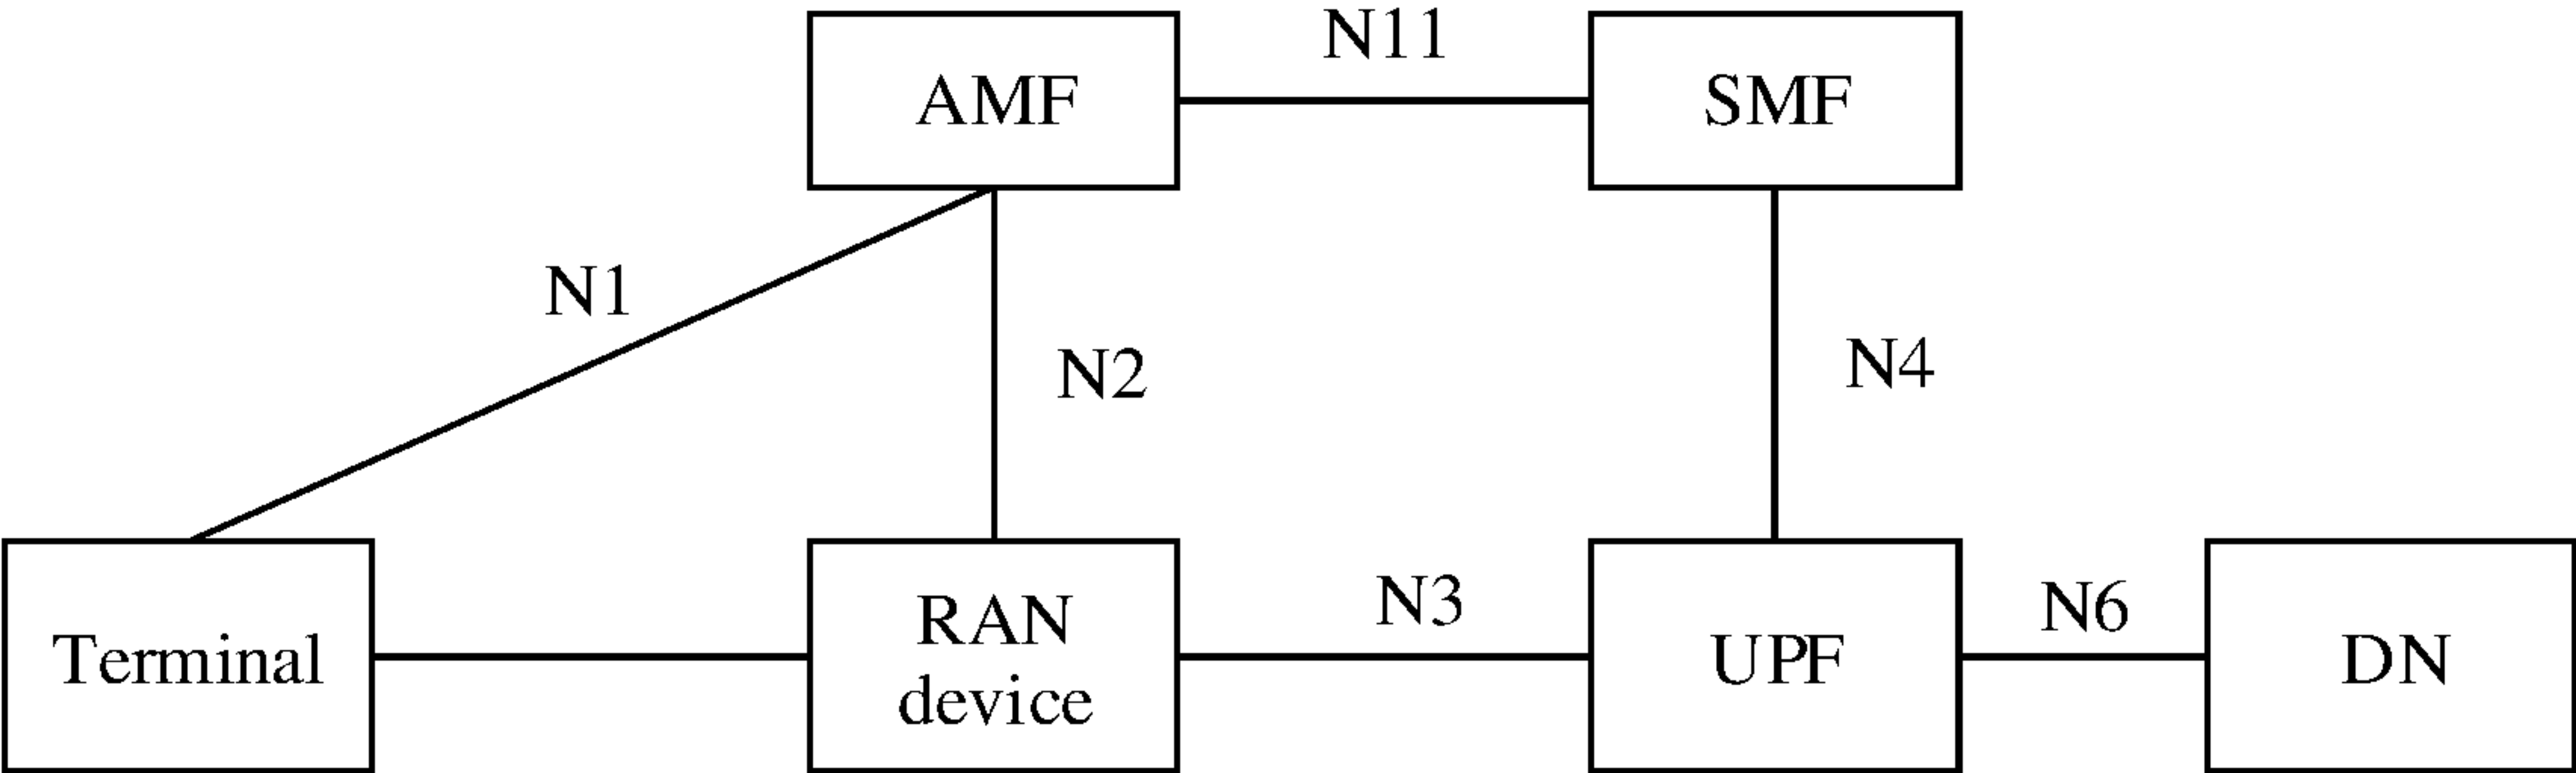 AMF
N11
SMF
N1
N2
N4
Terminal
RAN
device
N3
UPF
N6
DN